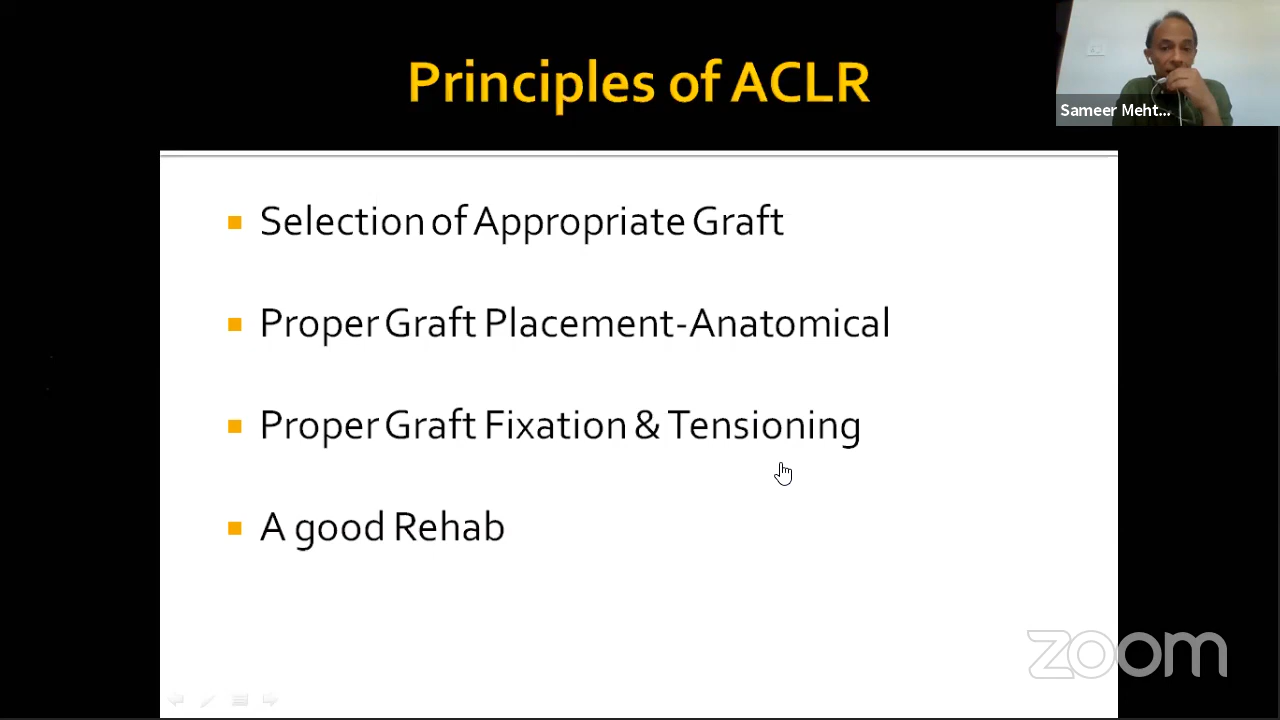 Principles of ACLR
Sameer Meht...
Selection of Appropriate Graft
Proper Graft Placement-Anatomical
Proper Graft Fixation & Tensioning
A good Rehab
zoom